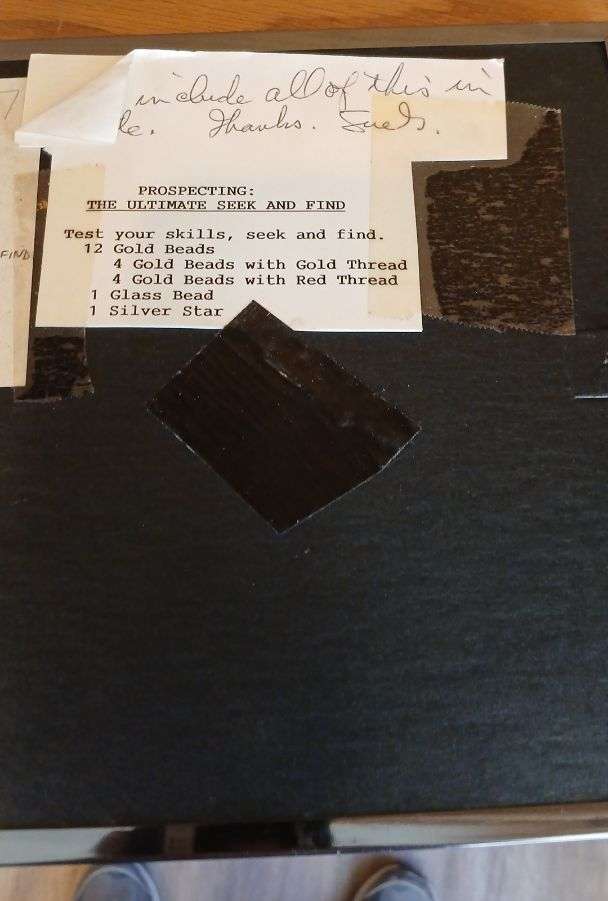 include all of this in
Thanks. Sue G.
FIND
PROSPECTING:
THE ULTIMATE SEEK AND FIND
Test your skills, seek and find.
12 Gold Beads
4 Gold Beads with Gold Thread
4 Gold Beads with Red Thread
1 Glass Bead
1 Silver Star